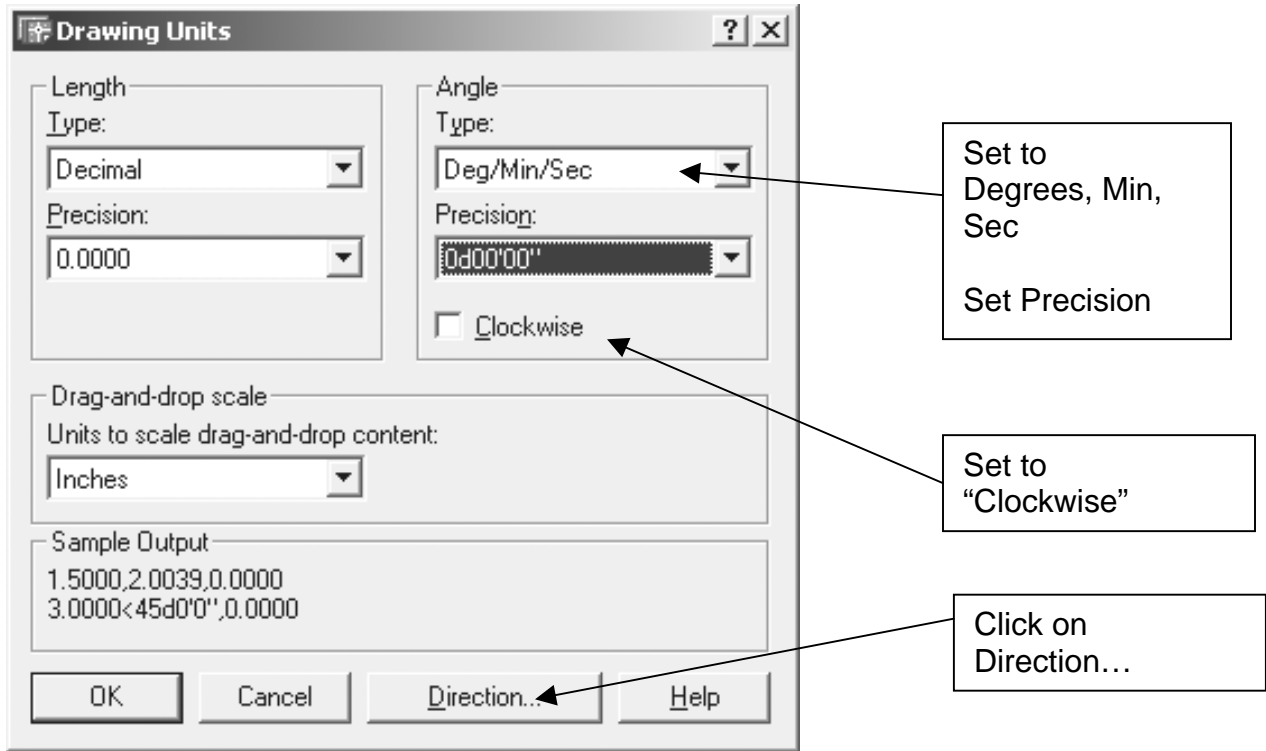 Drawing Units
Length
Type:
Decimal
Precision:
0.0000
Angle
Type:
Deg/Min/Sec
Precision:
0d00'00"
Clockwise
Drag-and-drop scale
Units to scale drag-and-drop content:
Inches
Sample Output
1.5000,2.0039,0.0000
3.0000<45d0'0",0.0000
OK
Cancel
Direction...
Help
Set to
Degrees, Min,
Sec
Set Precision
Set to
“Clockwise”
Click on
Direction…